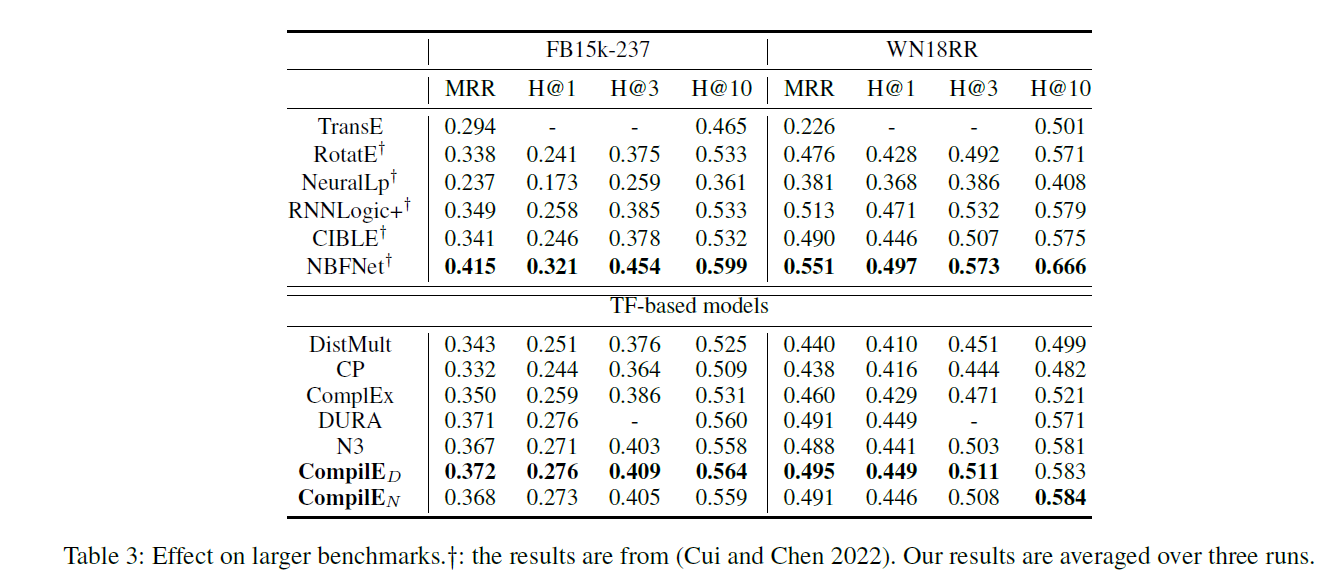 FB15k-237 WN18RR
MRR H@1 H@3 H@10 MRR H@1 H@3 H@10
TransE 0.294 - - 0.465 0.226 - - 0.501
RotatE† 0.338 0.241 0.375 0.533 0.476 0.428 0.492 0.571
NeuralLp† 0.237 0.173 0.259 0.361 0.381 0.368 0.386 0.408
RNNLogic+† 0.349 0.258 0.385 0.533 0.513 0.471 0.532 0.579
CIBLE† 0.341 0.246 0.378 0.532 0.490 0.446 0.507 0.575
NBFNet† 0.415 0.321 0.454 0.599 0.551 0.497 0.573 0.666
TF-based models
DistMult 0.343 0.251 0.376 0.525 0.440 0.410 0.451 0.499
CP 0.332 0.244 0.364 0.509 0.438 0.416 0.444 0.482
ComplEx 0.350 0.259 0.386 0.531 0.460 0.429 0.471 0.521
DURA 0.371 0.276 - 0.560 0.491 0.449 - 0.571
N3 0.367 0.271 0.403 0.558 0.488 0.441 0.503 0.581
CompilE_D 0.372 0.276 0.409 0.564 0.495 0.449 0.511 0.583
CompilE_N 0.368 0.273 0.405 0.559 0.491 0.446 0.508 0.584
Table 3: Effect on larger benchmarks.†: the results are from (Cui and Chen 2022). Our results are averaged over three runs.